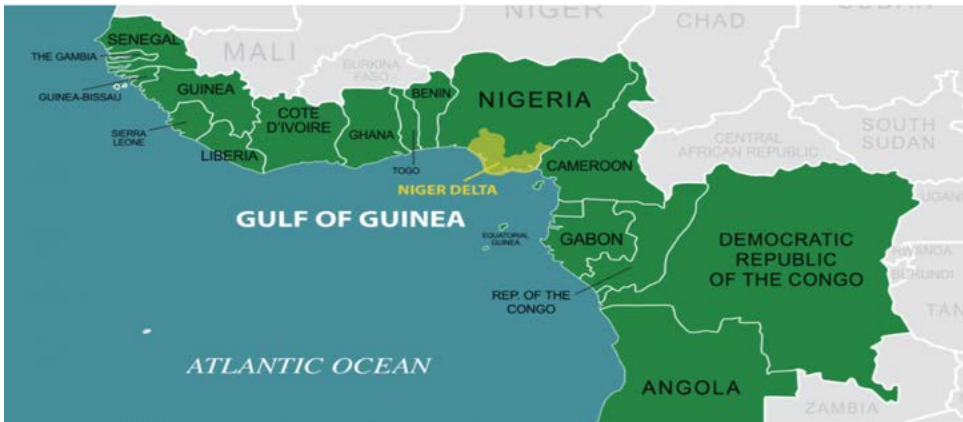 NIGER
CHAD
SUDAN
SENEGAL
MALI
THE GAMBIA
BURKINA
FASO
GUINEA-BISSAU
GUINEA
BENIN
NIGERIA
COTE
D'IVOIRE
GHANA
SIERRA
LEONE
LIBERIA
TOGO
CENTRAL
AFRICAN REPUBLIC
SOUTH
SUDAN
CAMEROON
NIGER DELTA
GULF OF GUINEA
EQUATORIAL
GUINEA
GABON
DEMOCRATIC
REPUBLIC
OF THE CONGO
UGAN
RWANDA
BURUNDI
REP. OF THE
CONGO
TAN
ATLANTIC OCEAN
ANGOLA
ZAMBIA